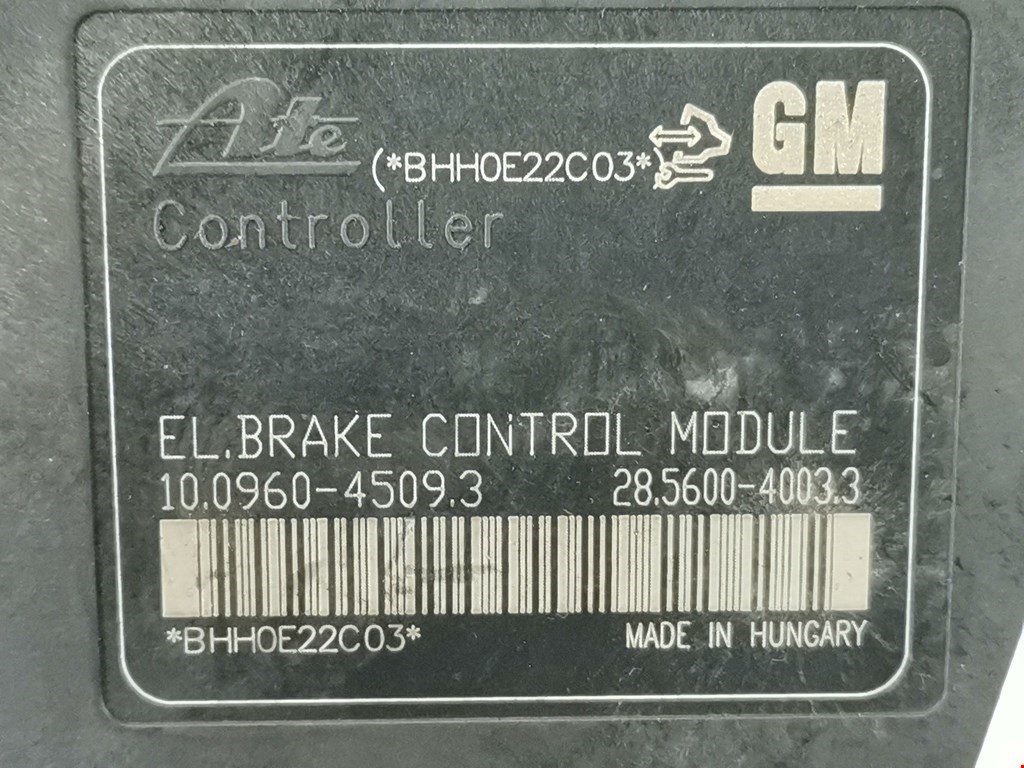 Ate
(*BHH0E22C03*
GM
Controller
EL.BRAKE CONTROL MODULE
10.0960-4509.3 28.5600-4003.3
*BHH0E22C03* MADE IN HUNGARY